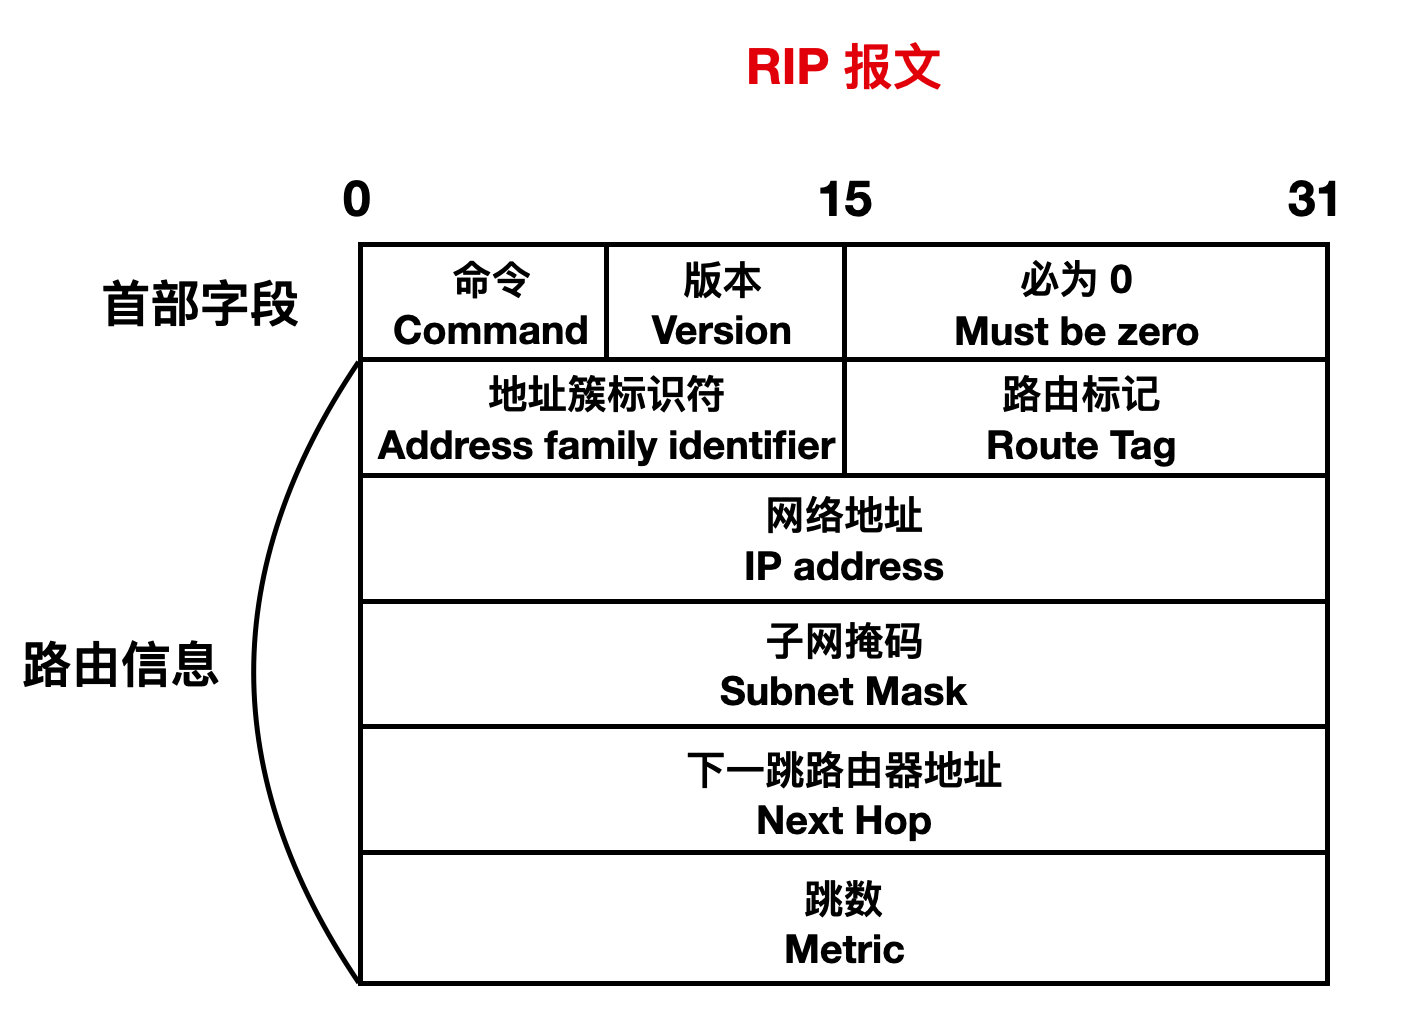 RIP 报文
0 15 31
首部字段
命令
Command
版本
Version
必为 0
Must be zero
地址簇标识符
Address family identifier
路由标记
Route Tag
网络地址
IP address
子网掩码
Subnet Mask
路由信息
下一跳路由器地址
Next Hop
跳数
Metric